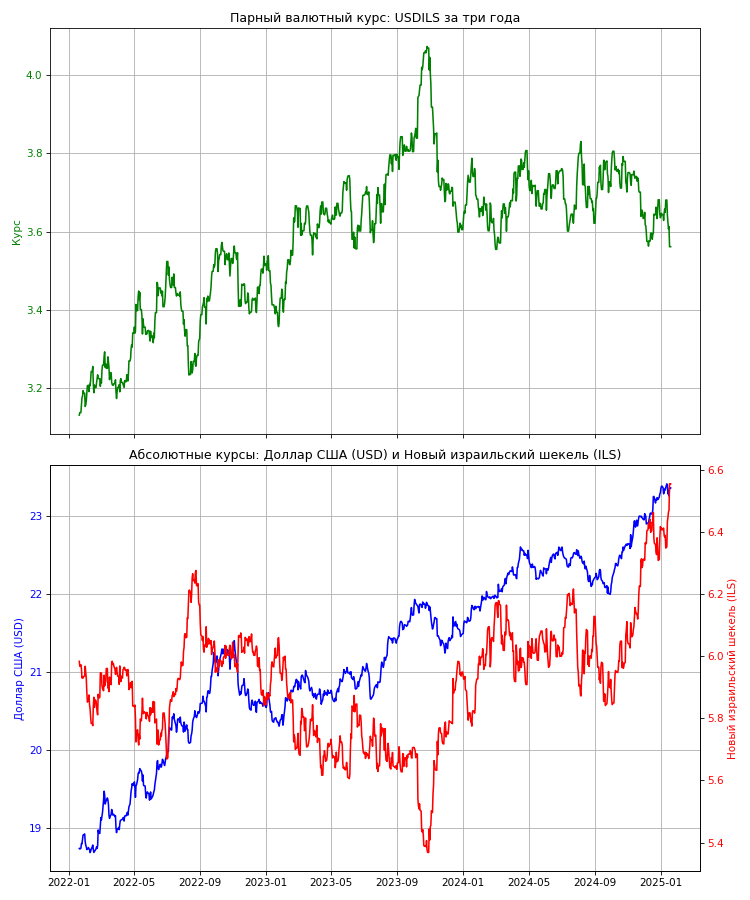 Парный валютный курс: USDILS за три года
4.0
3.8
3.6
3.4
3.2
Курс
Абсолютные курсы: Доллар США (USD) и Новый израильский шекель (ILS)
23
22
21
20
19
Доллар США (USD)
6.6
6.4
6.2
6.0
5.8
5.6
5.4
Новый израильский шекель (ILS)
2022-01 2022-05 2022-09 2023-01 2023-05 2023-09 2024-01 2024-05 2024-09 2025-01